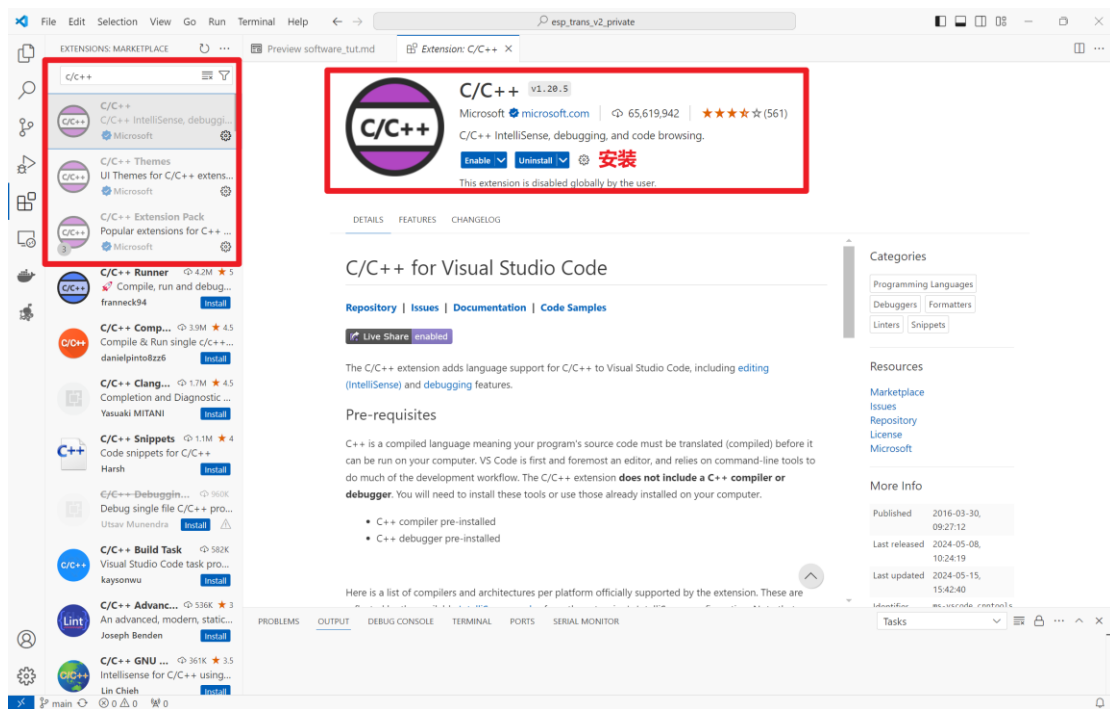 File Edit Selection View Go Run Terminal Help
esp_trans_v2_private
EXTENSIONS: MARKETPLACE
c/c++
C/C++
C/C++ IntelliSense, debuggi...
Microsoft
C/C++ Themes
UI Themes for C/C++ extens...
Microsoft
C/C++ Extension Pack
Popular extensions for C++ ...
3
Microsoft
C/C++ Runner 4.2M ★ 5
Compile, run and debug...
franneck94 Install
C/C++ Comp... 3.9M ★ 4.5
Compile & Run single c/c++...
danielpinto8zz6 Install
C/C++ Clang... 1.7M ★ 4.5
Completion and Diagnostic ...
Yasuaki MITANI Install
C/C++ Snippets 1.1M ★ 4
Code snippets for C/C++
Harsh Install
C/C++ Debuggin... 960K
Debug single file C/C++ pro...
Utsav Munendra Install
C/C++ Build Task 582K
Visual Studio Code task pro...
kaysonwu Install
C/C++ Advanc... 536K ★ 3
An advanced, modern, static...
Joseph Benden Install
C/C++ GNU ... 361K ★ 3.5
Intellisense for C/C++ using...
Lin Chieh Install
Preview software_tut.md
Extension: C/C++
C/C++
C/C++ v1.20.5
Microsoft microsoft.com | 65,619,942 | ★★★★☆(561)
C/C++ IntelliSense, debugging, and code browsing.
Enable Uninstall 安装
This extension is disabled globally by the user.
DETAILS FEATURES CHANGELOG
C/C++ for Visual Studio Code
Repository | Issues | Documentation | Code Samples
Live Share enabled
The C/C++ extension adds language support for C/C++ to Visual Studio Code, including editing
(IntelliSense) and debugging features.
Pre-requisites
C++ is a compiled language meaning your program's source code must be translated (compiled) before it
can be run on your computer. VS Code is first and foremost an editor, and relies on command-line tools to
do much of the development workflow. The C/C++ extension does not include a C++ compiler or
debugger. You will need to install these tools or use those already installed on your computer.
• C++ compiler pre-installed
• C++ debugger pre-installed
Here is a list of compilers and architectures per platform officially supported by the extension. These are
Categories
Programming Languages
Debuggers Formatters
Linters Snippets
Resources
Marketplace
Issues
Repository
License
Microsoft
More Info
Published 2016-03-30,
09:27:12
Last released 2024-05-08,
10:24:19
Last updated 2024-05-15,
15:42:40
Identifier ms-vscode.cpptools
PROBLEMS OUTPUT DEBUG CONSOLE TERMINAL PORTS SERIAL MONITOR
Tasks
main 0 0 0